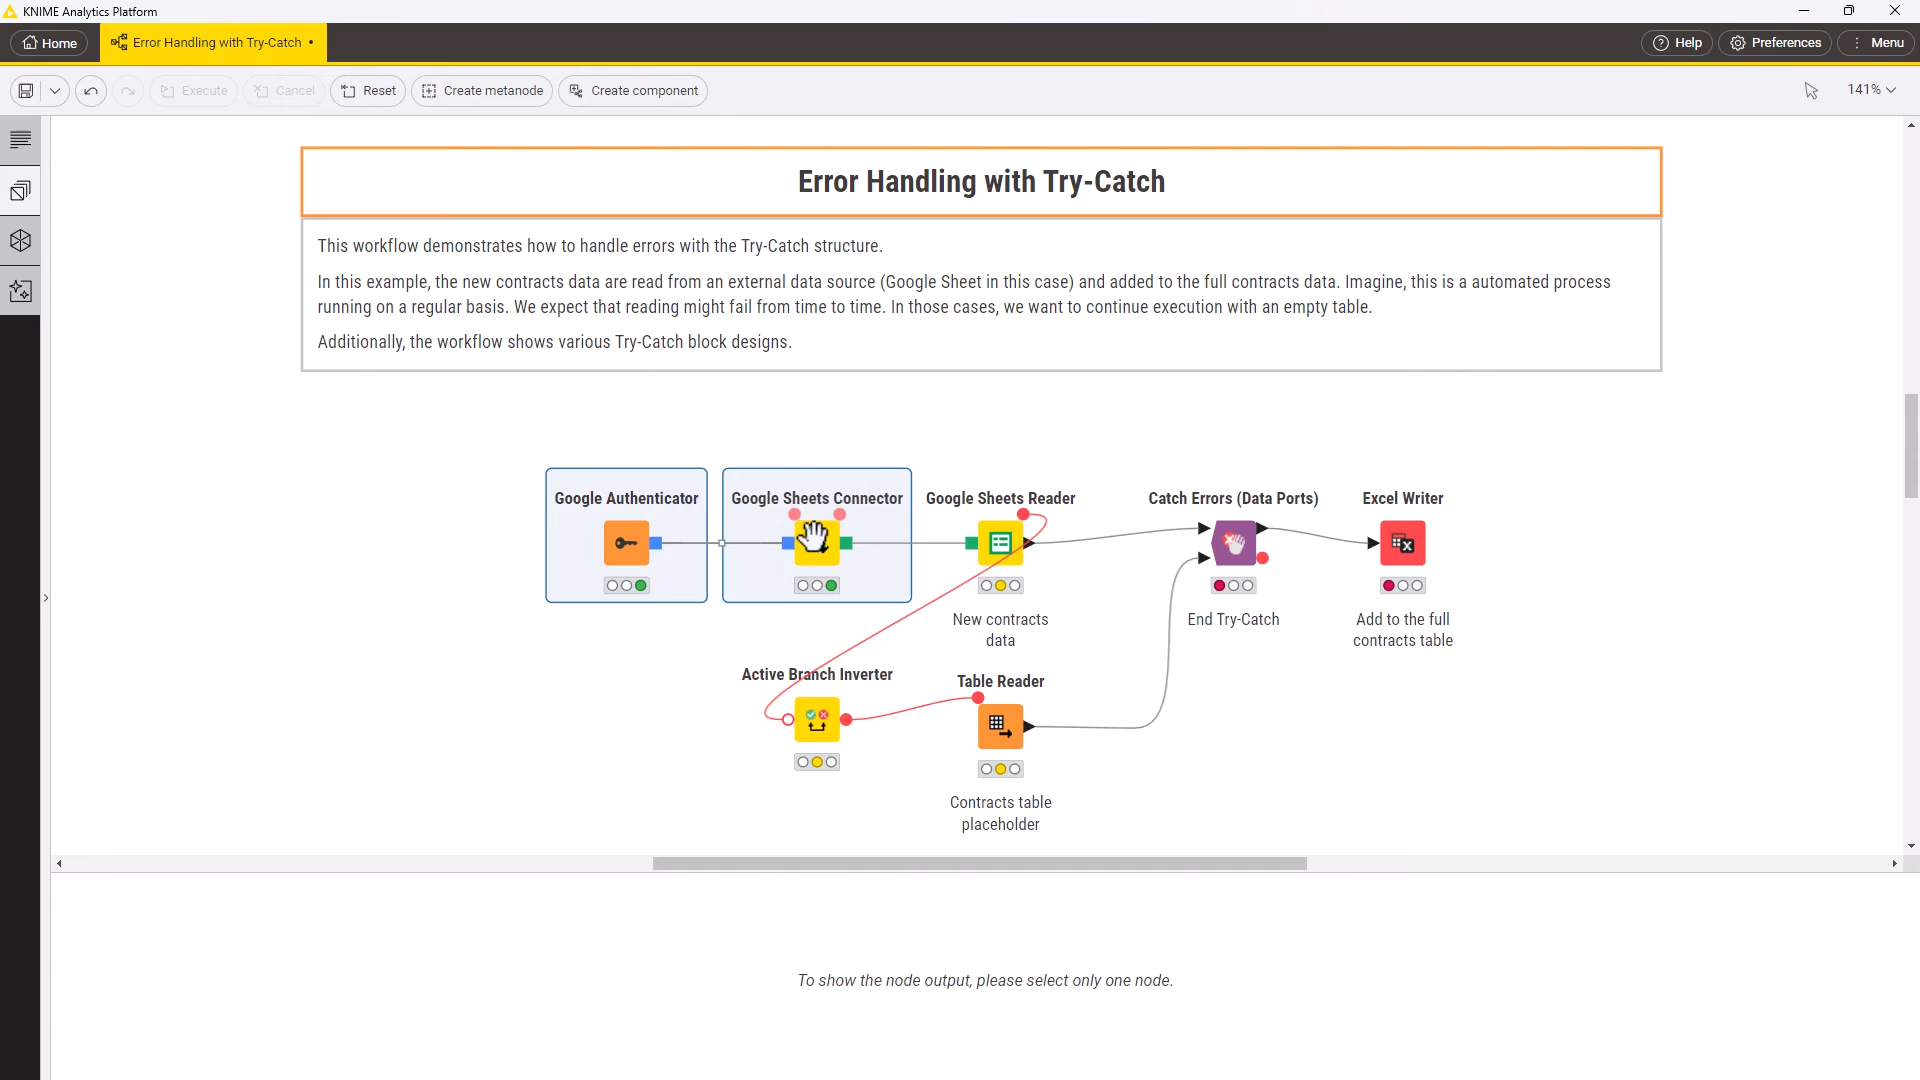 KNIME Analytics Platform
Home
Error Handling with Try-Catch •
Help
Preferences
Menu
Execute
Cancel
Reset
Create metanode
Create component
141%
Error Handling with Try-Catch
This workflow demonstrates how to handle errors with the Try-Catch structure.
In this example, the new contracts data are read from an external data source (Google Sheet in this case) and added to the full contracts data. Imagine, this is a automated process
running on a regular basis. We expect that reading might fail from time to time. In those cases, we want to continue execution with an empty table.
Additionally, the workflow shows various Try-Catch block designs.
Google Authenticator
Google Sheets Connector
Google Sheets Reader
Catch Errors (Data Ports)
Excel Writer
New contracts
data
End Try-Catch
Add to the full
contracts table
Active Branch Inverter
Table Reader
Contracts table
placeholder
To show the node output, please select only one node.